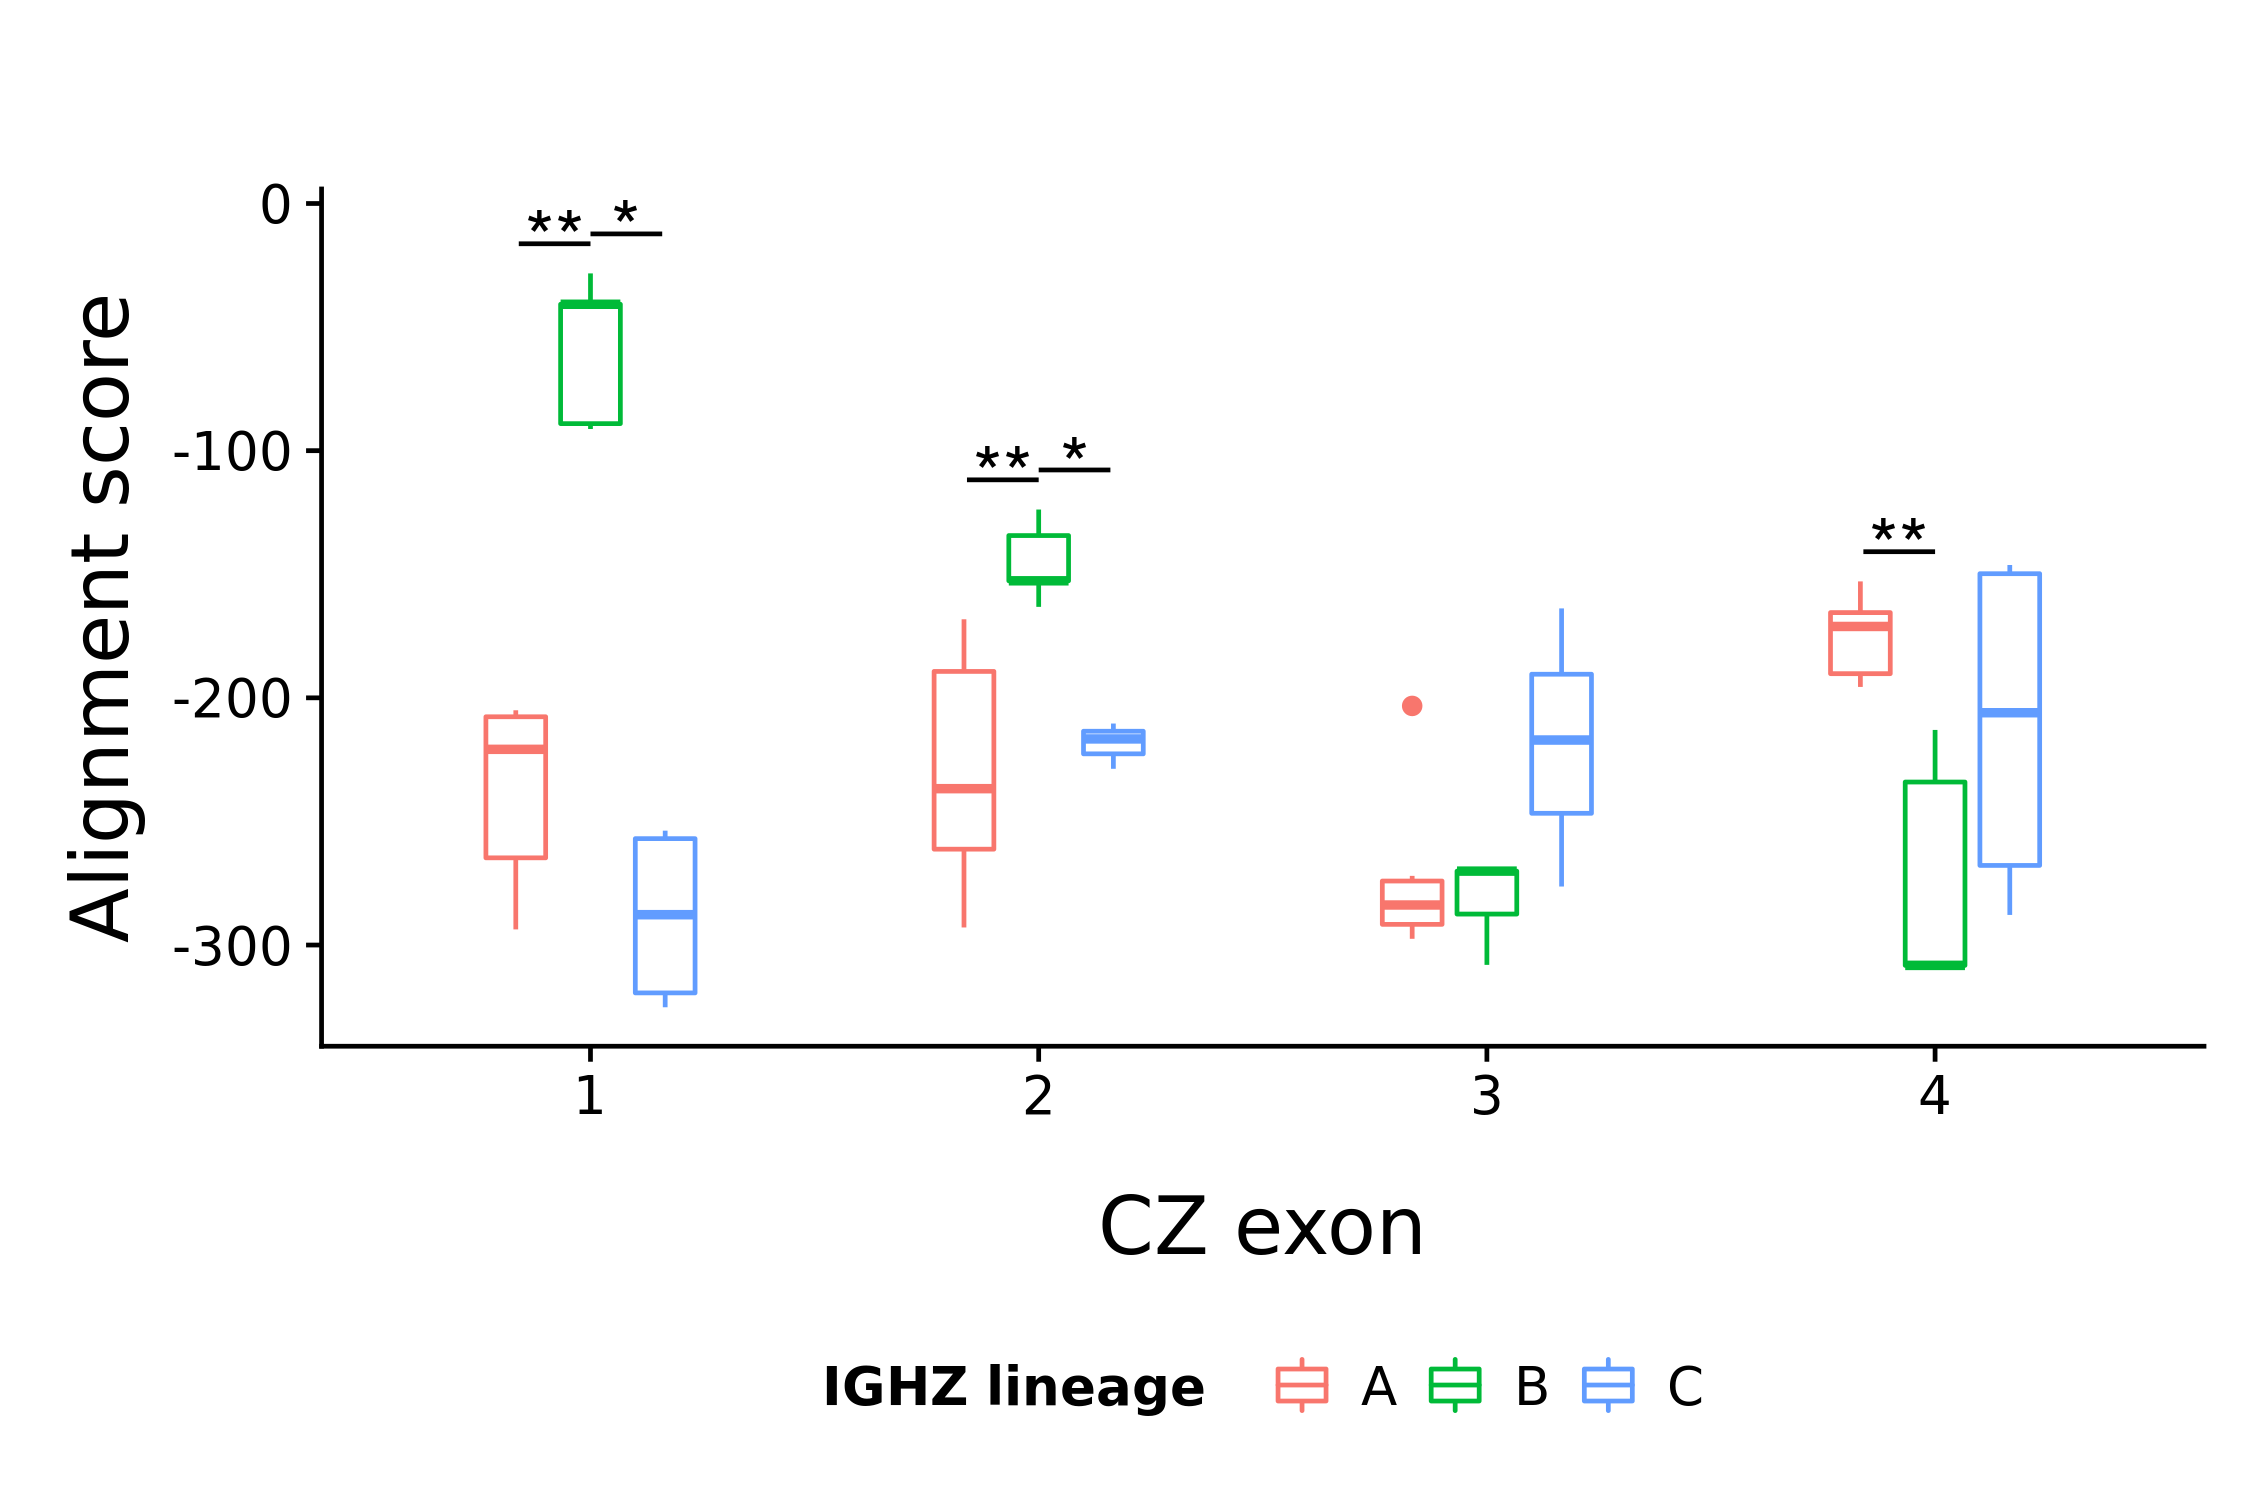 0
-100
-200
-300
Alignment score
** *
** *
**
1 2 3 4
CZ exon
IGHZ lineage A B C